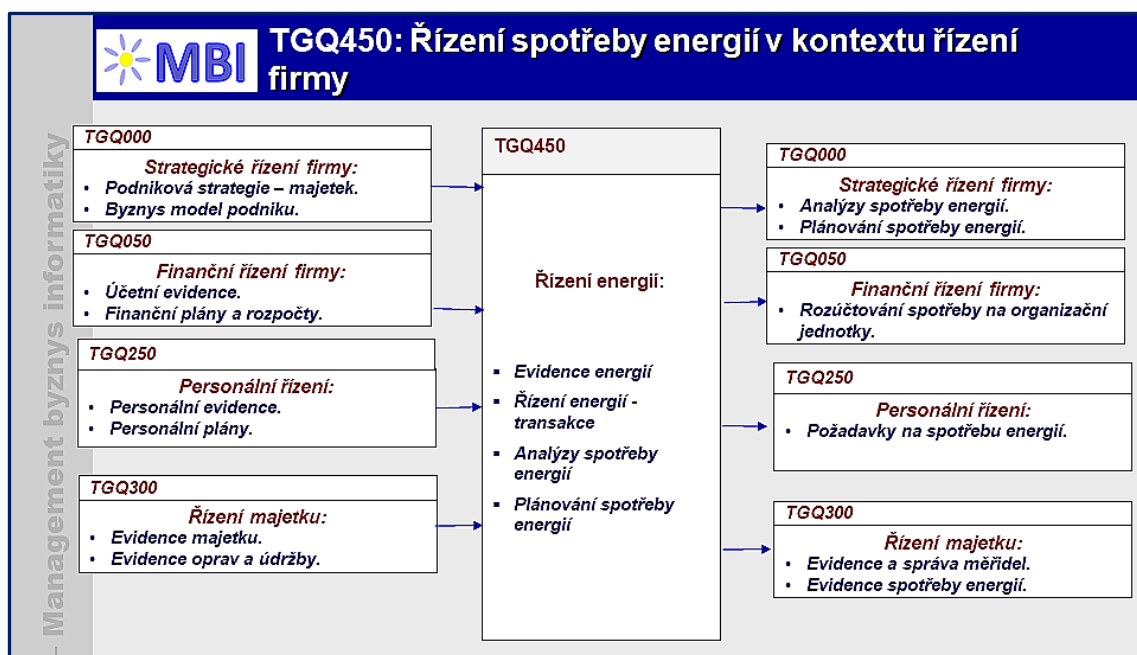 MBI
TGQ450: Řízení spotřeby energií v kontextu řízení
firmy
– Management byznys informatiky
TGQ000
Strategické řízení firmy:
• Podniková strategie – majetek.
• Byznys model podniku.
TGQ050
Finanční řízení firmy:
• Účetní evidence.
• Finanční plány a rozpočty.
TGQ250
Personální řízení:
• Personální evidence.
• Personální plány.
TGQ300
Řízení majetku:
• Evidence majetku.
• Evidence oprav a údržby.
TGQ450
Řízení energií:
▪ Evidence energií
▪ Řízení energií -
transakce
▪ Analýzy spotřeby
energií
▪ Plánování spotřeby
energií
TGQ000
Strategické řízení firmy:
• Analýzy spotřeby energií.
• Plánování spotřeby energií.
TGQ050
Finanční řízení firmy:
• Rozúčtování spotřeby na organizační
jednotky.
TGQ250
Personální řízení:
• Požadavky na spotřebu energií.
TGQ300
Řízení majetku:
• Evidence a správa měřidel.
• Evidence spotřeby energií.